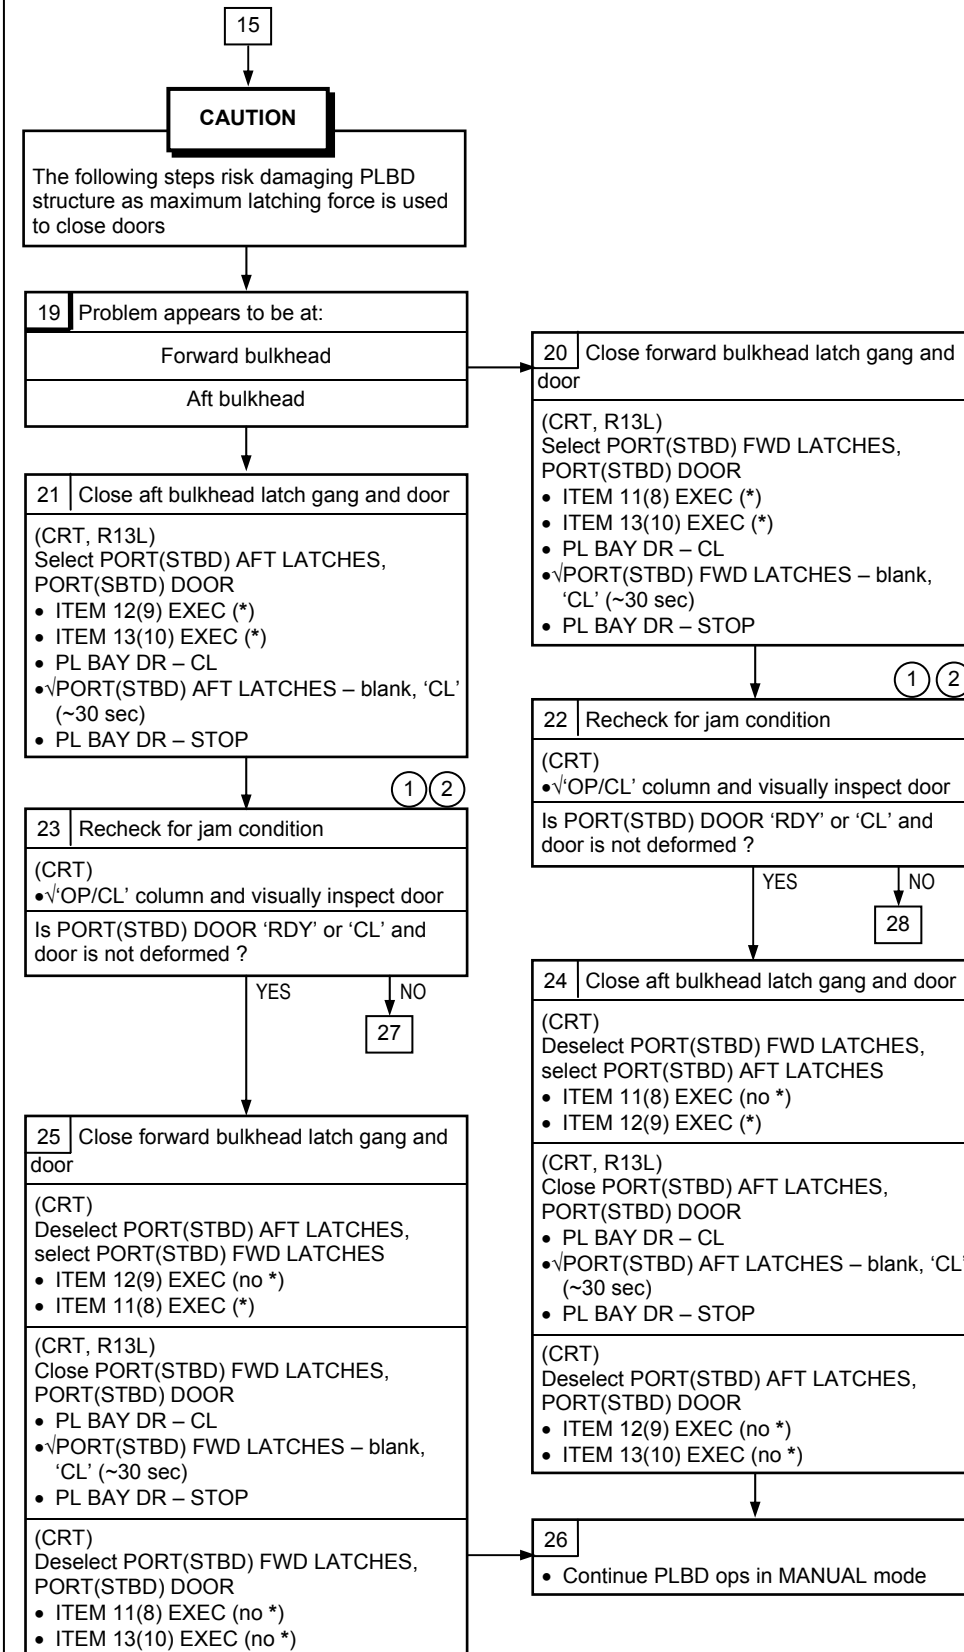 15
CAUTION
The following steps risk damaging PLBD
structure as maximum latching force is used
to close doors
19 Problem appears to be at:
Forward bulkhead
Aft bulkhead
20 Close forward bulkhead latch gang and
door
(CRT, R13L)
Select PORT(STBD) FWD LATCHES,
PORT(STBD) DOOR
• ITEM 11(8) EXEC (*)
• ITEM 13(10) EXEC (*)
• PL BAY DR – CL
•√PORT(STBD) FWD LATCHES – blank,
'CL' (~30 sec)
• PL BAY DR – STOP
21 Close aft bulkhead latch gang and door
(CRT, R13L)
Select PORT(STBD) AFT LATCHES,
PORT(SBTD) DOOR
• ITEM 12(9) EXEC (*)
• ITEM 13(10) EXEC (*)
• PL BAY DR – CL
•√PORT(STBD) AFT LATCHES – blank, 'CL'
(~30 sec)
• PL BAY DR – STOP
1 2
22 Recheck for jam condition
(CRT)
•√'OP/CL' column and visually inspect door
Is PORT(STBD) DOOR 'RDY' or 'CL' and
door is not deformed ?
YES NO
28
1 2
23 Recheck for jam condition
(CRT)
•√'OP/CL' column and visually inspect door
Is PORT(STBD) DOOR 'RDY' or 'CL' and
door is not deformed ?
YES NO
27
24 Close aft bulkhead latch gang and door
(CRT)
Deselect PORT(STBD) FWD LATCHES,
select PORT(STBD) AFT LATCHES
• ITEM 11(8) EXEC (no *)
• ITEM 12(9) EXEC (*)
(CRT, R13L)
Close PORT(STBD) AFT LATCHES,
PORT(STBD) DOOR
• PL BAY DR – CL
•√PORT(STBD) AFT LATCHES – blank, 'CL'
(~30 sec)
• PL BAY DR – STOP
(CRT)
Deselect PORT(STBD) AFT LATCHES,
PORT(STBD) DOOR
• ITEM 12(9) EXEC (no *)
• ITEM 13(10) EXEC (no *)
25 Close forward bulkhead latch gang and
door
(CRT)
Deselect PORT(STBD) AFT LATCHES,
select PORT(STBD) FWD LATCHES
• ITEM 12(9) EXEC (no *)
• ITEM 11(8) EXEC (*)
(CRT, R13L)
Close PORT(STBD) FWD LATCHES,
PORT(STBD) DOOR
• PL BAY DR – CL
•√PORT(STBD) FWD LATCHES – blank,
'CL' (~30 sec)
• PL BAY DR – STOP
(CRT)
Deselect PORT(STBD) FWD LATCHES,
PORT(STBD) DOOR
• ITEM 11(8) EXEC (no *)
• ITEM 13(10) EXEC (no *)
26
• Continue PLBD ops in MANUAL mode